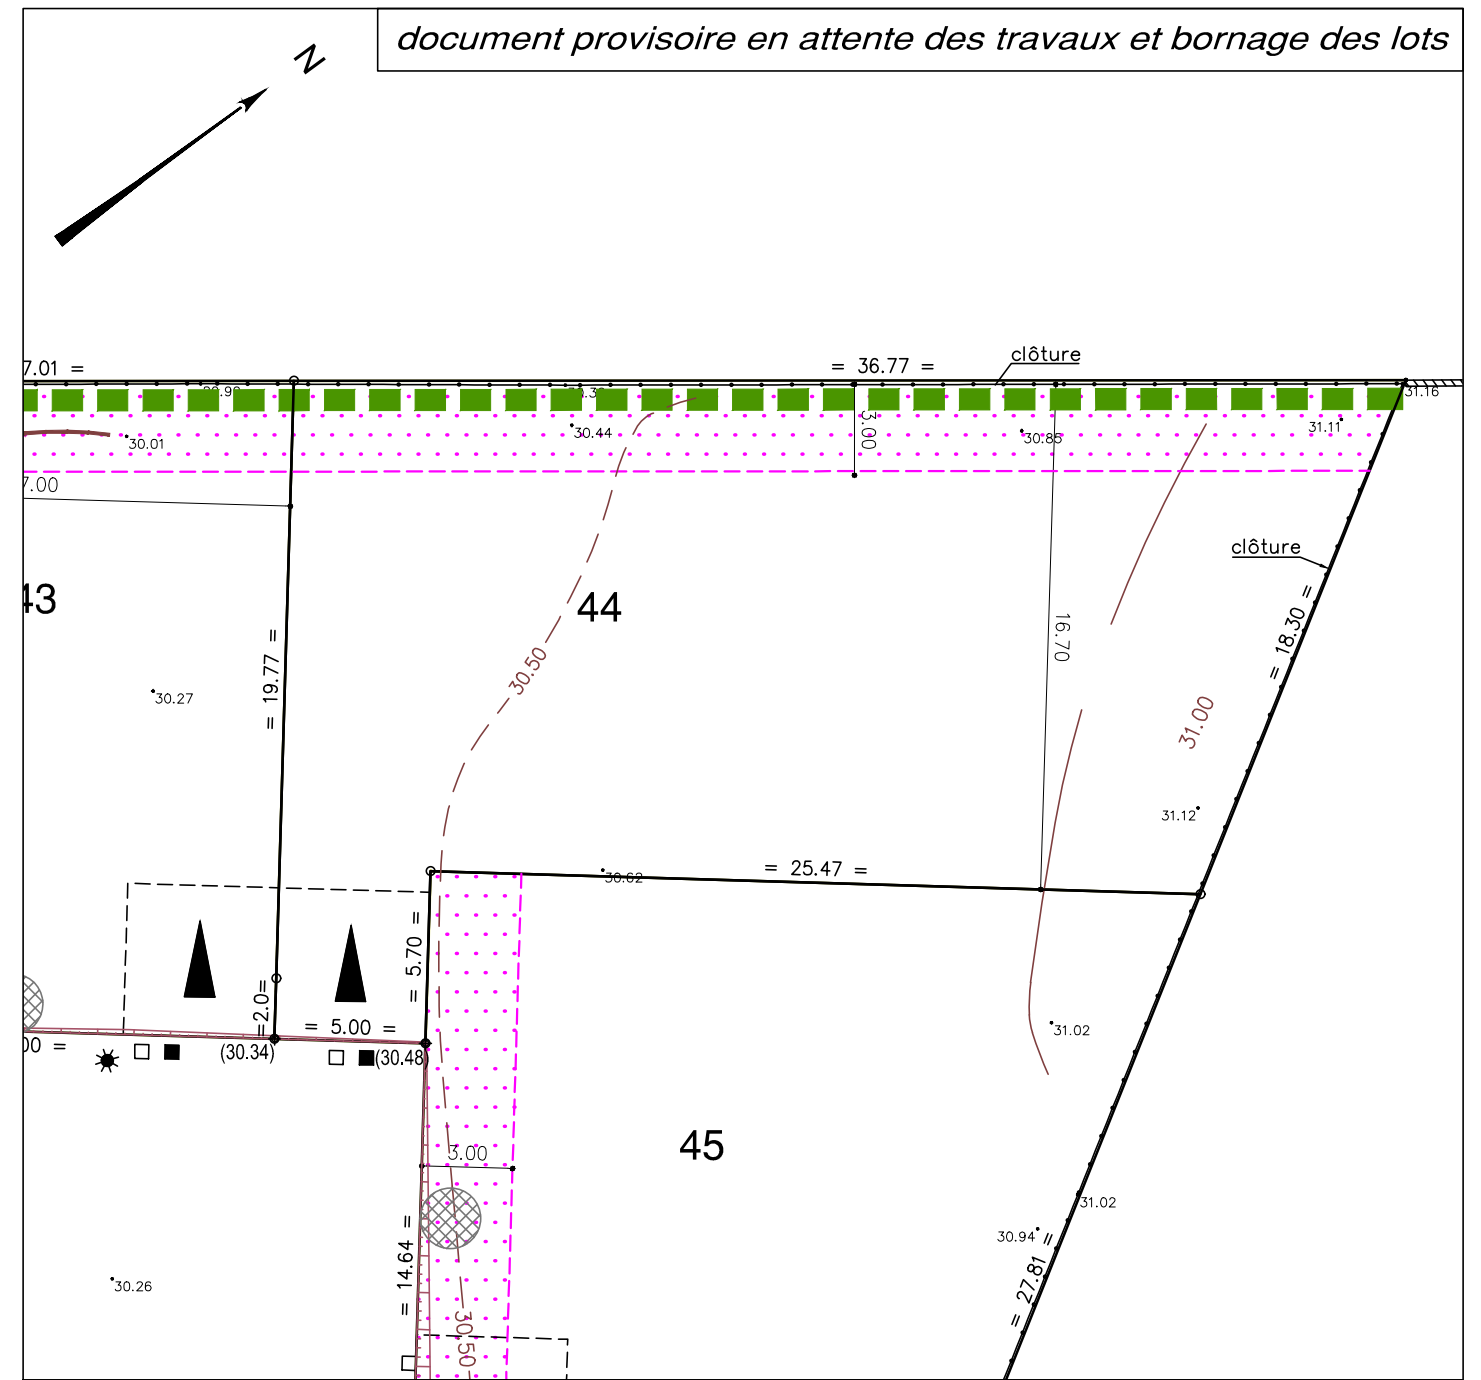 document provisoire en attente des travaux et bornage des lots
N
7.01 =
= 36.77 =
clôture
31.16
30.01
30.44
3.00
30.85
31.11
7.00
clôture
43
44
= 18.30 =
16.70
= 19.77 =
30.50
30.27
31.00
31.12
30.62
= 25.47 =
= 5.70 =
=2.0=
= 5.00 =
00 =
(30.34)
(30.48)
31.02
45
3.00
31.02
30.94
= 14.64 =
= 27.81 =
30.26
30.50